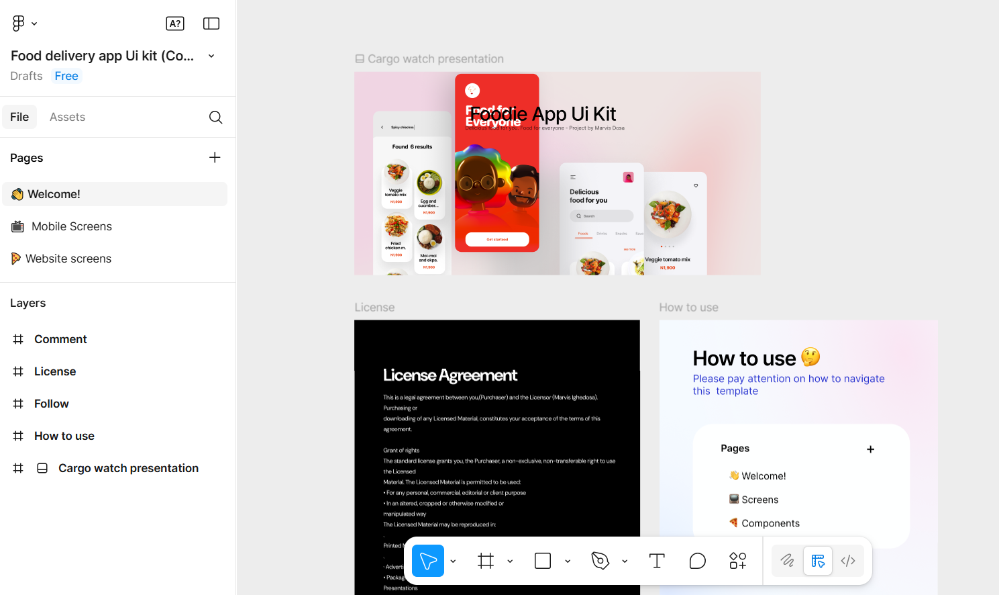 A?
Food delivery app Ui kit (Co...
Drafts Free
File Assets
Pages
👋 Welcome!
📺 Mobile Screens
🍕 Website screens
Layers
Comment
License
Follow
How to use
Cargo watch presentation
Cargo watch presentation
Foodie App Ui Kit
Delicious food for you. Food for everyone - Project by Marvis Dosa
Spicy chieckns
Found 6 results
Veggie
tomato mix
N1,900
Egg and
cucmber...
N1,900
Fried
chicken m.
N1,900
Moi-moi
and ekpa.
N1,900
Food for
Everyone
Get starteed
Delicious
food for you
Search
Foods Drinks Snacks Sauc
see more
Veggie tomato mix
N1,900
License
License Agreement
This is a legal agreement between you,(Purchaser) and the Licensor (Marvis Ighedosa).
Purchasing or
downloading of any Licensed Material, constitutes your acceptance of the terms of this
agreement.
Grant of rights
The standard license grants you, the Purchaser, a non-exclusive, non-transferable right to use
the Licensed
Material. The Licensed Material is permitted to be used:
• For any personal, commercial, editorial or client purpose
• In an altered, cropped or otherwise modified or
manipulated way
The Licensed Material may be reproduced in:
·
Printed M
·
· Adverti
• Packag
Presentations
How to use
How to use 🤔
Please pay attention on how to navigate
this template
Pages
👋 Welcome!
📺 Screens
🍕 Components